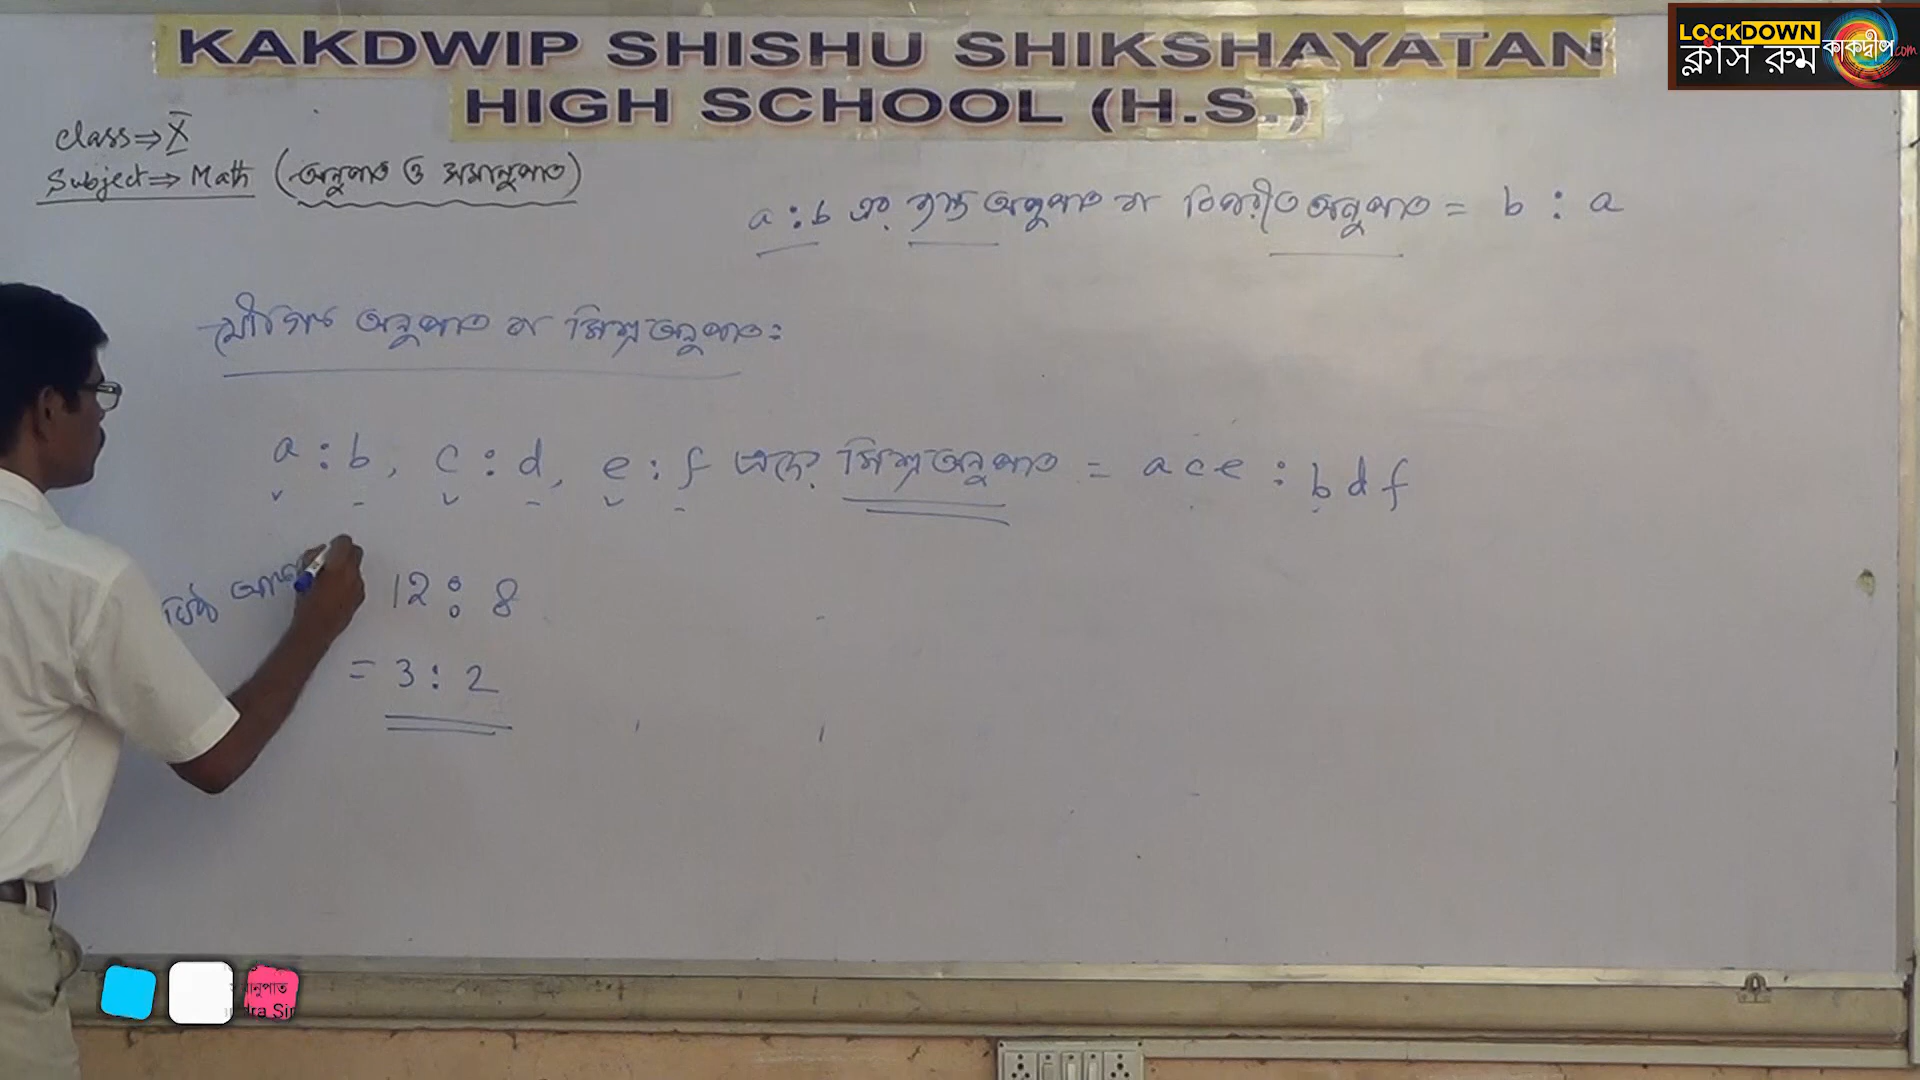 KAKDWIP SHISHU SHIKSHAYATAN
HIGH SCHOOL (H.S.)
LOCKDOWN
ক্লাস রুম কাকদ্বীপ.com
Class ⇒ X
Subject ⇒ Math (অনুপাত ও সমানুপাত)
a : b এর ব্যস্ত অনুপাত বা বিপরীত অনুপাত = b : a
যৌগিক অনুপাত বা মিশ্র অনুপাত:
a : b, c : d, e : f এদের মিশ্র অনুপাত = ace : bdf
12 : 8
= 3 : 2